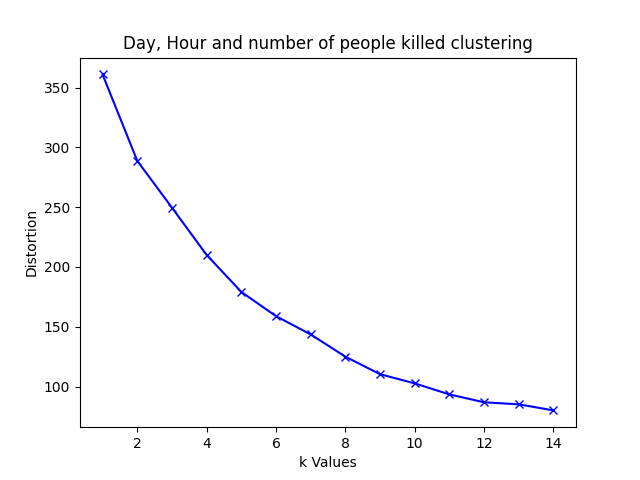 Day, Hour and number of people killed clustering
350
300
250
200
150
100
Distortion
2 4 6 8 10 12 14
k Values